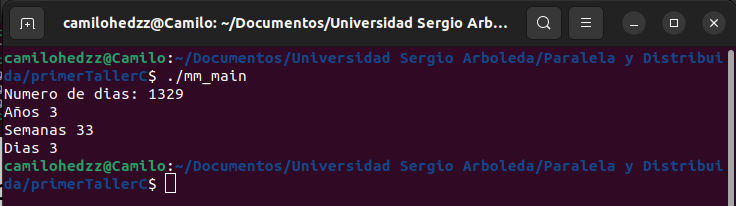 camilohedzz@Camilo: ~/Documentos/Universidad Sergio Arb...
camilohedzz@Camilo:~/Documentos/Universidad Sergio Arboleda/Paralela y Distribui
da/primerTallerC$ ./mm_main
Numero de dias: 1329
Años 3
Semanas 33
Dias 3
camilohedzz@Camilo:~/Documentos/Universidad Sergio Arboleda/Paralela y Distribui
da/primerTallerC$